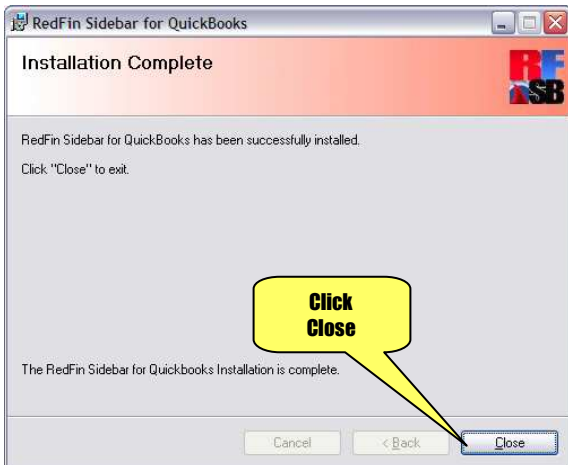 RedFin Sidebar for QuickBooks
Installation Complete
RF
SB
RedFin Sidebar for QuickBooks has been successfully installed.
Click "Close" to exit.
Click
Close
The RedFin Sidebar for Quickbooks Installation is complete.
Cancel
< Back
Close